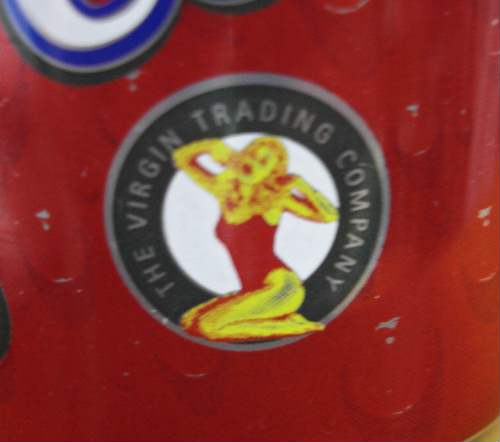 THE VIRGIN TRADING COMPANY